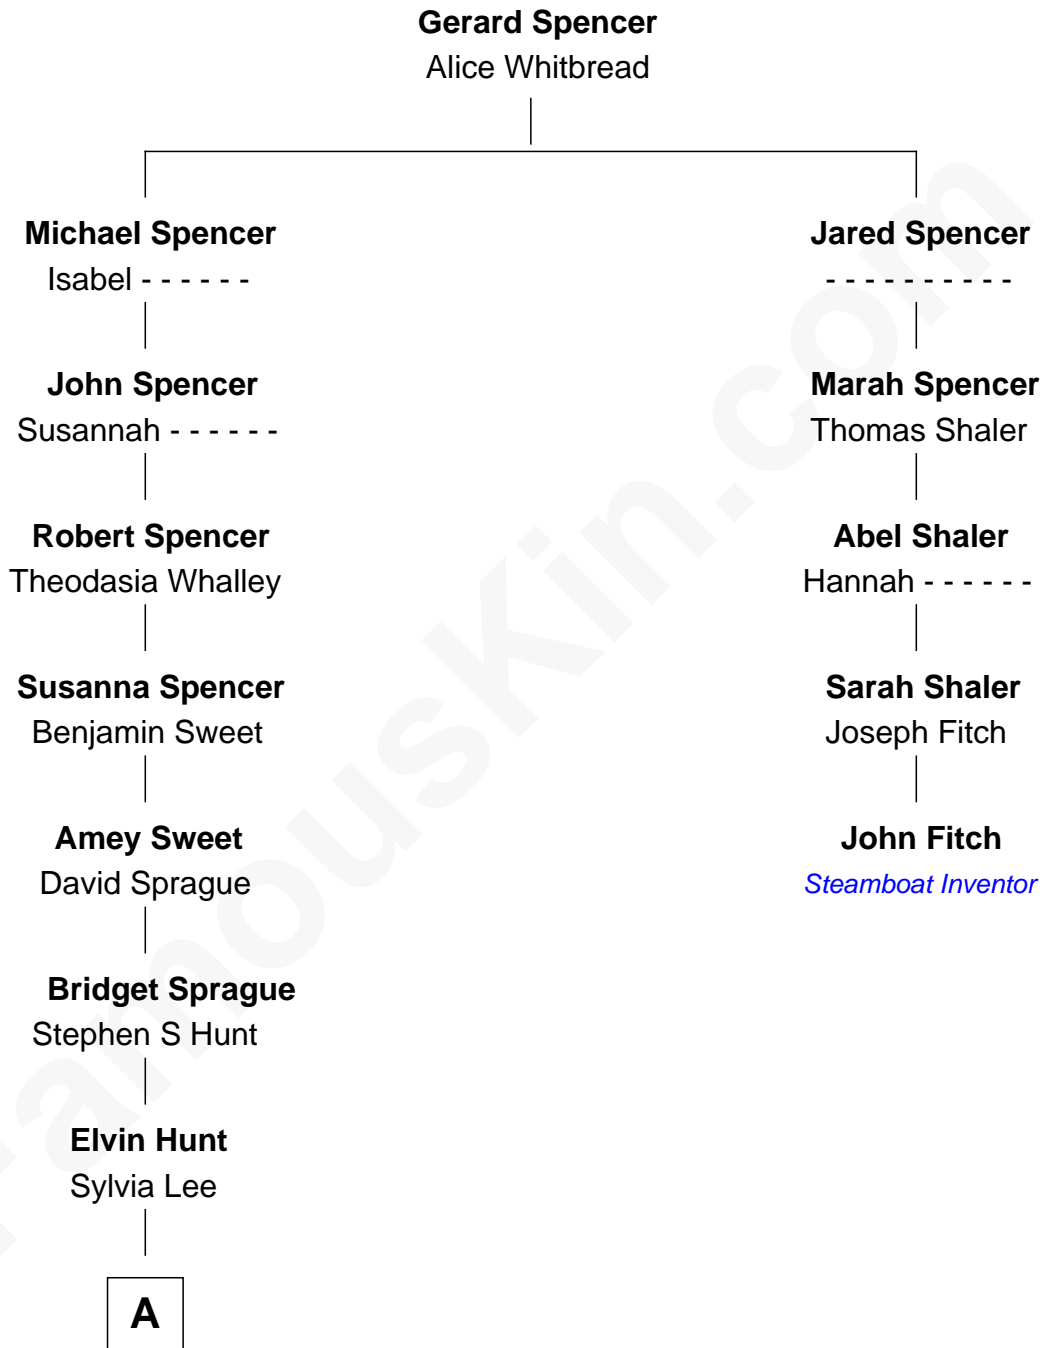 Gerard Spencer
Alice Whitbread
Michael Spencer
Isabel - - - - - -
Jared Spencer
- - - - - - - - - -
John Spencer
Susannah - - - - - -
Marah Spencer
Thomas Shaler
Robert Spencer
Theodasia Whalley
Abel Shaler
Hannah - - - - - -
Susanna Spencer
Benjamin Sweet
Sarah Shaler
Joseph Fitch
Amey Sweet
David Sprague
John Fitch
Steamboat Inventor
Bridget Sprague
Stephen S Hunt
Elvin Hunt
Sylvia Lee
A
FamousKin.com